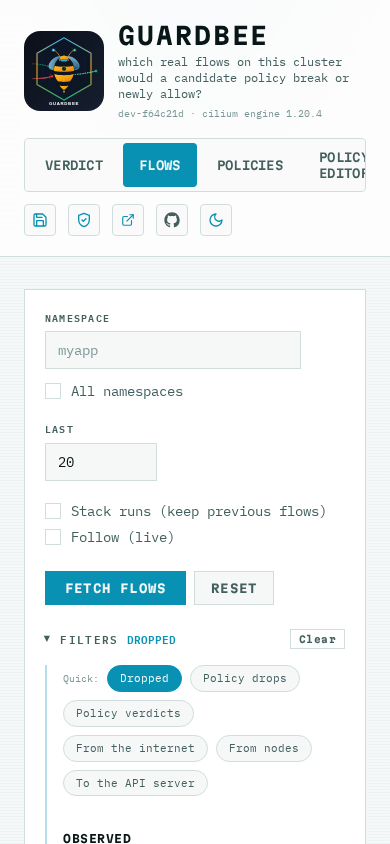 GUARDBEE
GUARDBEE
which real flows on this cluster
would a candidate policy break or
newly allow?
dev-f64c21d · cilium engine 1.20.4
VERDICT
FLOWS
POLICIES
POLICY
EDITOR
NAMESPACE
myapp
All namespaces
LAST
20
Stack runs (keep previous flows)
Follow (live)
FETCH FLOWS
RESET
▼ FILTERS DROPPED
Clear
Quick: Dropped Policy drops
Policy verdicts
From the internet From nodes
To the API server
OBSERVED